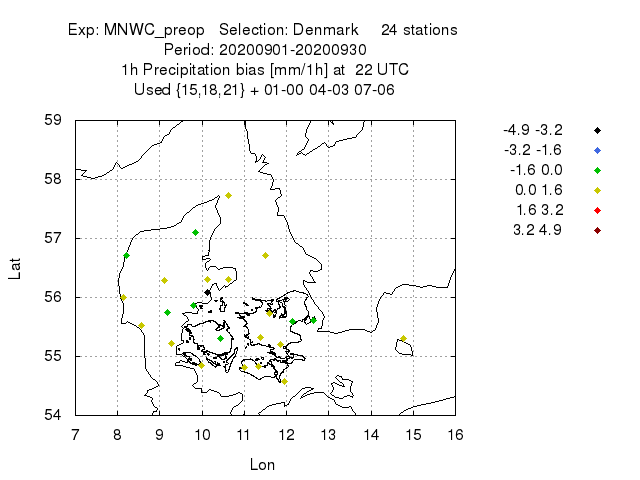 Exp: MNWC_preop   Selection: Denmark     24 stations
Period: 20200901-20200930
1h Precipitation bias [mm/1h] at  22 UTC
Used {15,18,21} + 01-00 04-03 07-06
59
58
57
56
55
54
Lat
7 8 9 10 11 12 13 14 15 16
Lon
-4.9 -3.2
-3.2 -1.6
-1.6 0.0
0.0 1.6
1.6 3.2
3.2 4.9